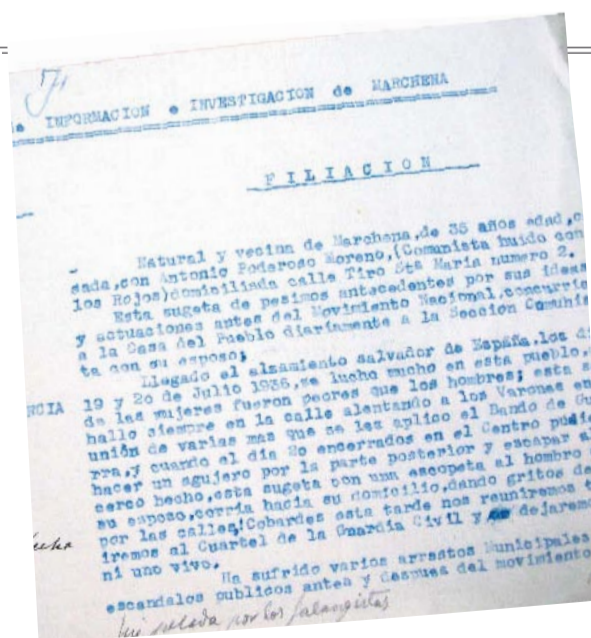 de INFORMACION e INVESTIGACION de MARCHENA
FILIACION
Natural y vecina de Marchena,de 35 años edad,c
sada,con Antonio Poderoso Moreno,(Comunista huido con
los Rojos)domiciliada calle Tiro Sta Maria numero 2.
Esta sugeta de pesimos antecedentes por sus ideas
y actuaciones antes del Movimiento Nacional,concurrio
a la Casa del Pueblo diariamente a la Seccion Comunis
ta con su esposo;
Llegado el alzamiento salvador de España,los di
NCIA 19 y 20 de Julio 1936,se lucho mucho en esta pueblo,
de las mujeres fueron peores que los hombres; esta s
hallo siempre en la calle alentando a los Varones en
unión de varias mas que se les aplico el Bando de Gu
rra,y cuando el dia 20 encerrados en el Centro pudie
hacer un agujero por la parte posterior y escapar al
cerco hecho,esta sugeta con una escopeta al hombro
su esposo,corria hacia su domicilio,dando gritos de
por las calles,¡Cobardes esta tarde nos reuniremos t
iremos al Cuartel de la Guardia Civil y dejaremo
ni uno vivo.
Ha sufrido varios arrestos Municipales
escandalos publicos antes y despues del movimiento
fué pelada por los falangistas